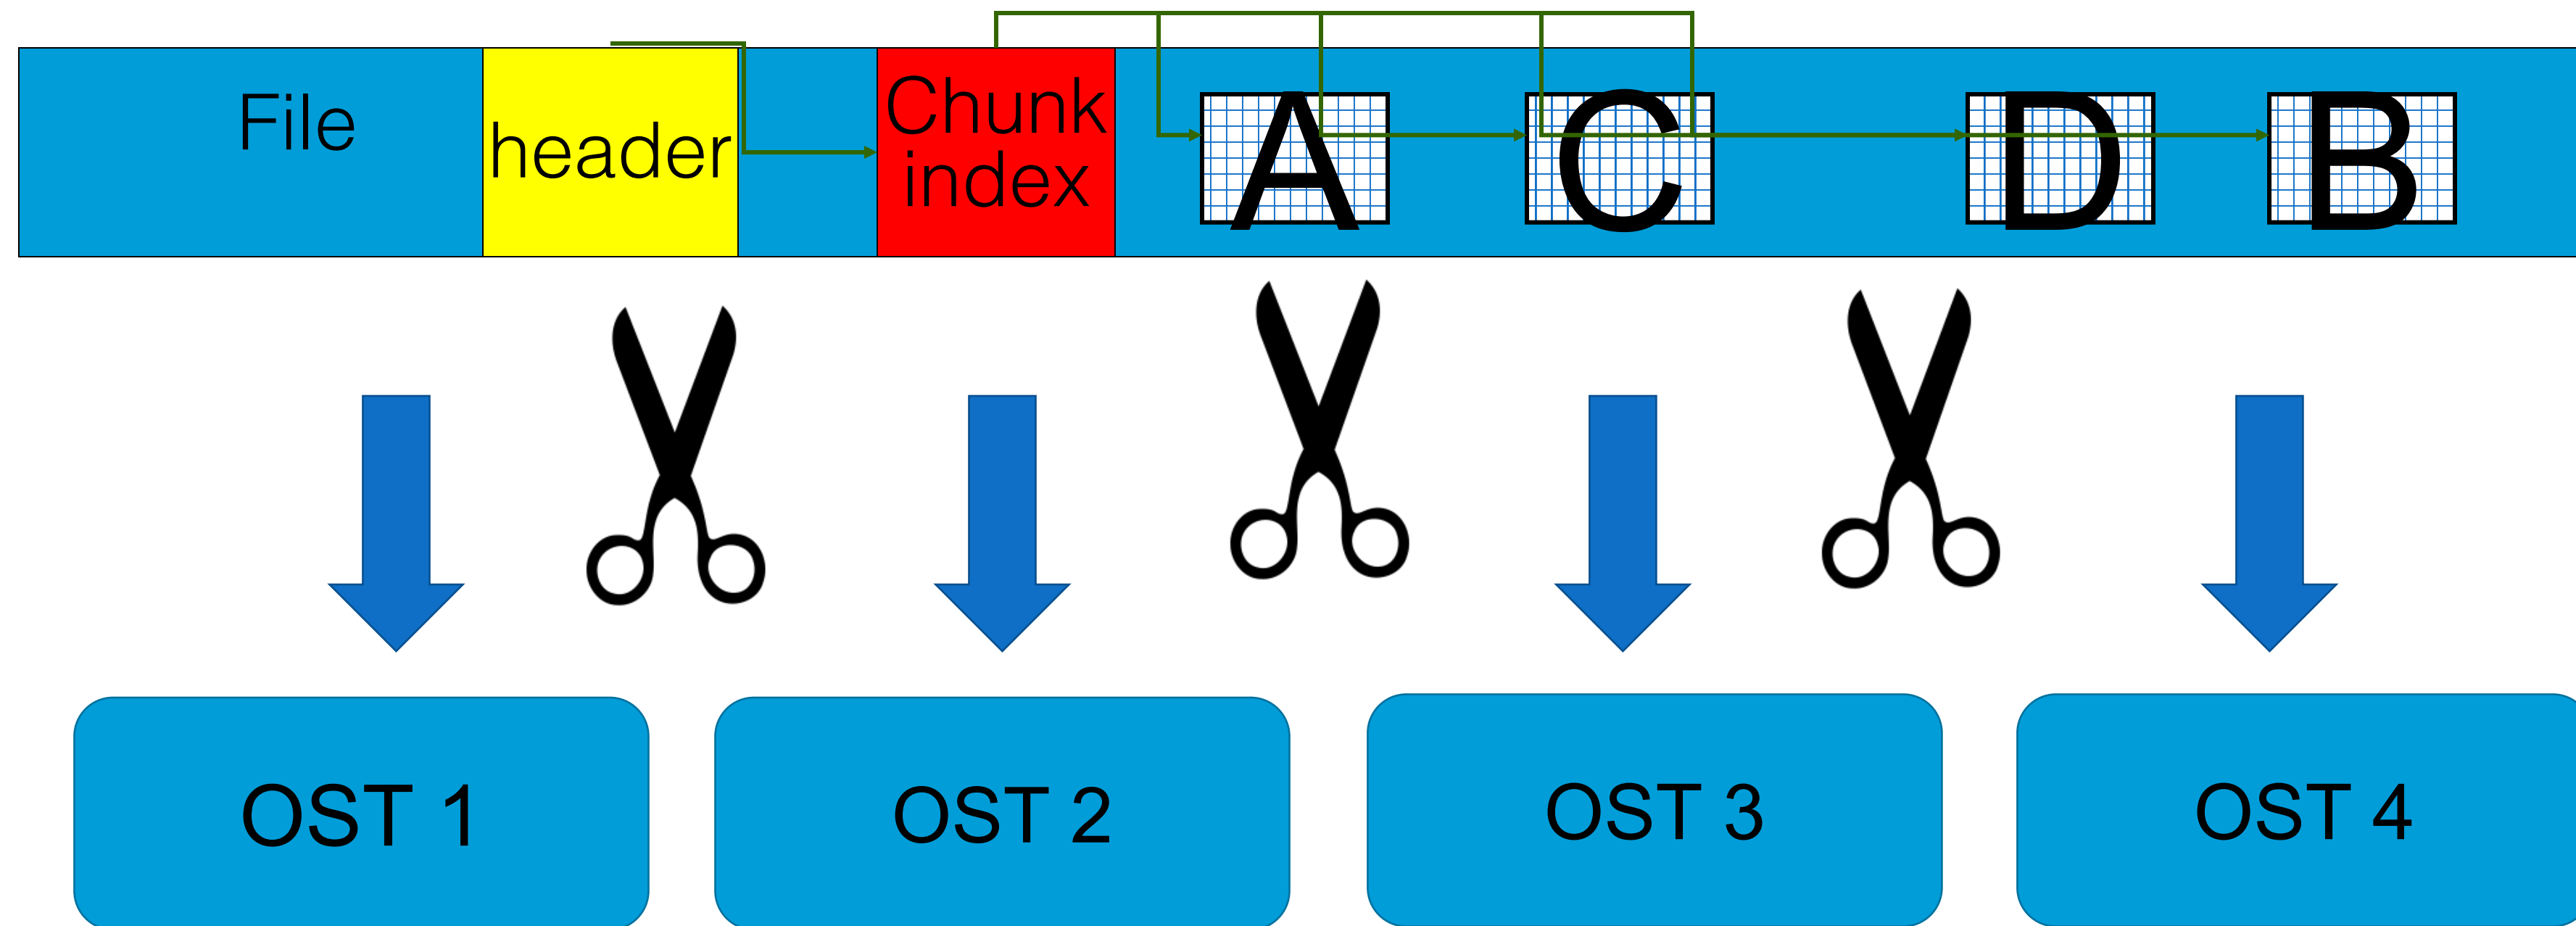 File
header
Chunk
index
A
C
D
B
OST 1
OST 2
OST 3
OST 4